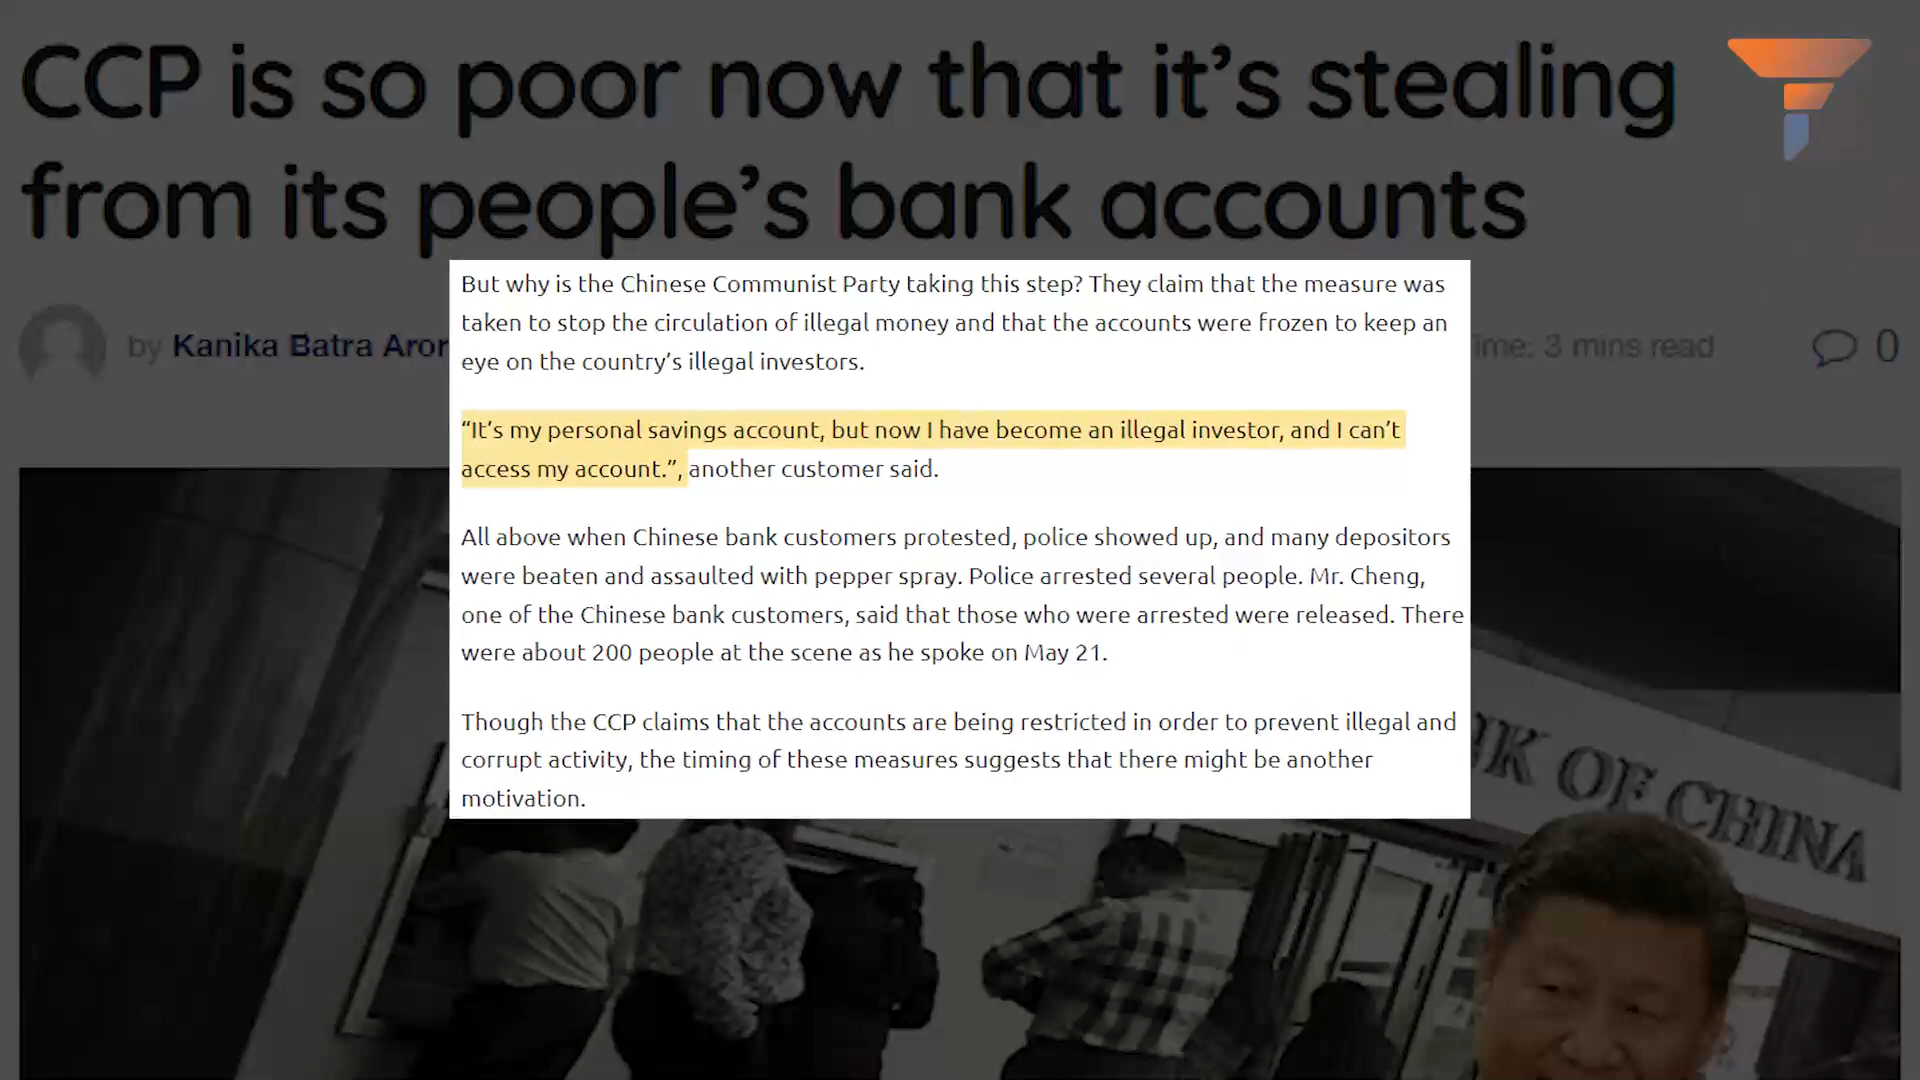 CCP is so poor now that it’s stealing
from its people’s bank accounts
by Kanika Batra Aror
ime: 3 mins read
0
But why is the Chinese Communist Party taking this step? They claim that the measure was
taken to stop the circulation of illegal money and that the accounts were frozen to keep an
eye on the country’s illegal investors.
“It’s my personal savings account, but now I have become an illegal investor, and I can’t
access my account.”, another customer said.
All above when Chinese bank customers protested, police showed up, and many depositors
were beaten and assaulted with pepper spray. Police arrested several people. Mr. Cheng,
one of the Chinese bank customers, said that those who were arrested were released. There
were about 200 people at the scene as he spoke on May 21.
Though the CCP claims that the accounts are being restricted in order to prevent illegal and
corrupt activity, the timing of these measures suggests that there might be another
motivation.
OF CHINA